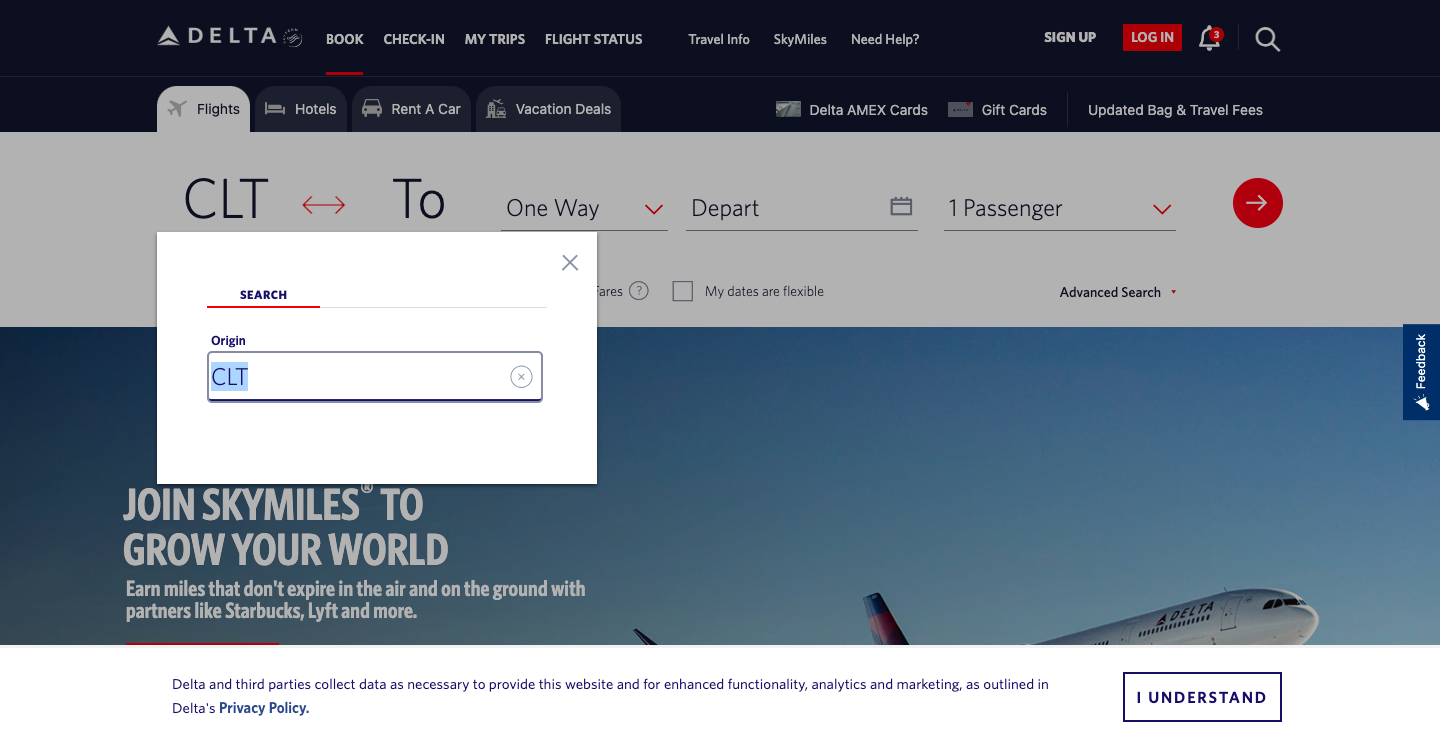 DELTA
BOOK
CHECK-IN
MY TRIPS
FLIGHT STATUS
Travel Info
SkyMiles
Need Help?
SIGN UP
LOG IN
3
Flights
Hotels
Rent A Car
Vacation Deals
Delta AMEX Cards
Gift Cards
Updated Bag & Travel Fees
CLT
To
One Way
Depart
1 Passenger
Fares
?
My dates are flexible
Advanced Search
SEARCH
Origin
CLT
Feedback
JOIN SKYMILES® TO
GROW YOUR WORLD
Earn miles that don't expire in the air and on the ground with
partners like Starbucks, Lyft and more.
DELTA
Delta and third parties collect data as necessary to provide this website and for enhanced functionality, analytics and marketing, as outlined in
Delta's Privacy Policy.
I UNDERSTAND